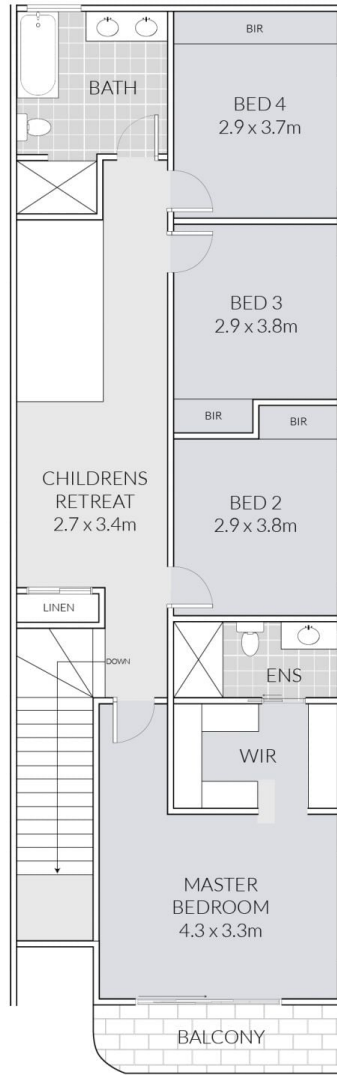 BIR
BATH
BED 4
2.9 x 3.7m
BED 3
2.9 x 3.8m
BIR
BIR
CHILDRENS
RETREAT
2.7 x 3.4m
BED 2
2.9 x 3.8m
LINEN
DOWN
ENS
WIR
MASTER
BEDROOM
4.3 x 3.3m
BALCONY